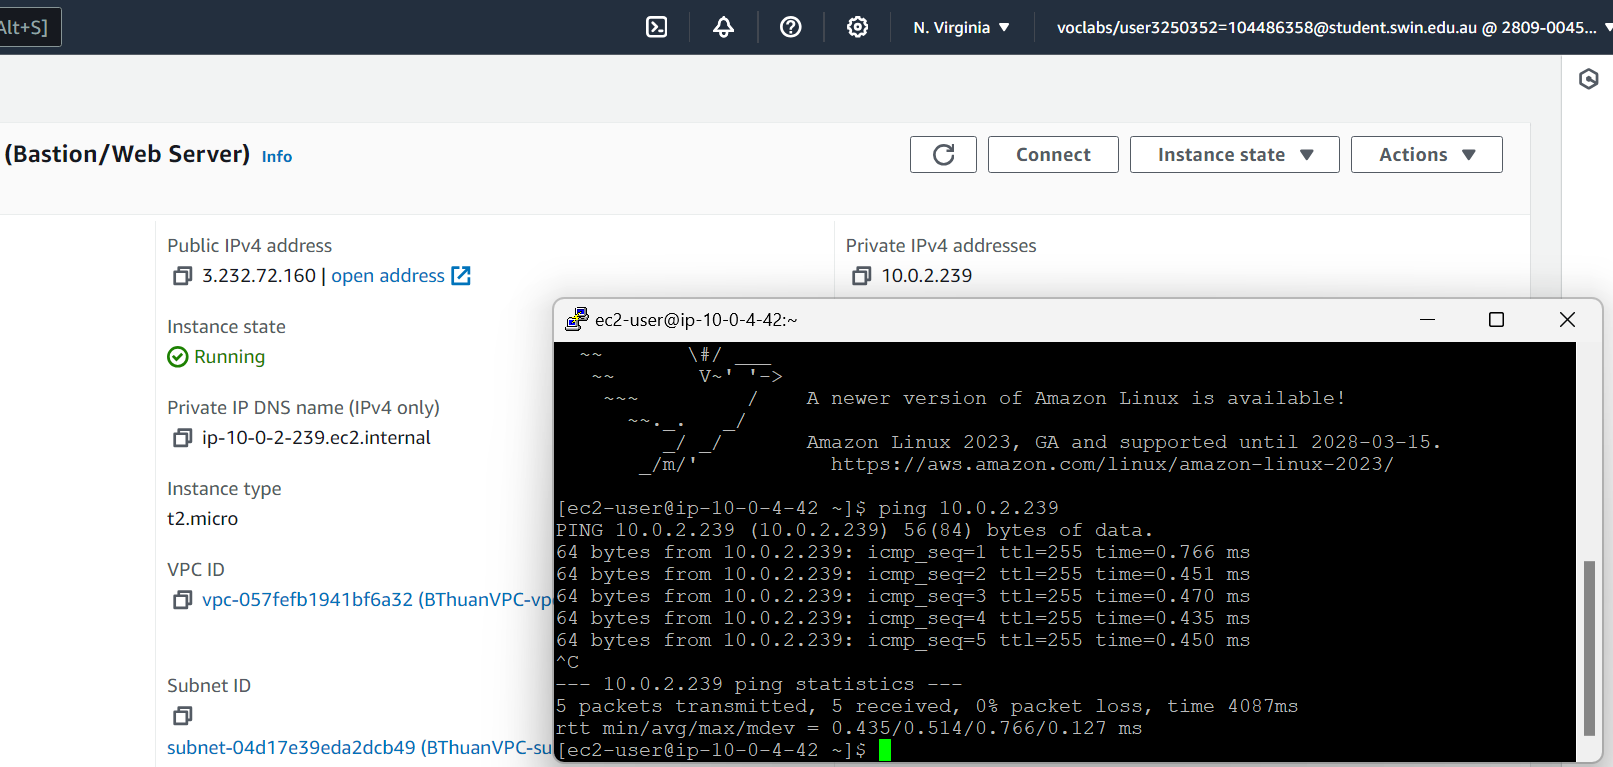 Alt+S]
N. Virginia ▼
voclabs/user3250352=104486358@student.swin.edu.au @ 2809-0045... ▼
(Bastion/Web Server) Info
Connect
Instance state ▼
Actions ▼
Public IPv4 address
3.232.72.160 | open address
Private IPv4 addresses
10.0.2.239
Instance state
Running
Private IP DNS name (IPv4 only)
ip-10-0-2-239.ec2.internal
Instance type
t2.micro
VPC ID
vpc-057fefb1941bf6a32 (BThuanVPC-vp
Subnet ID
subnet-04d17e39eda2dcb49 (BThuanVPC-su
ec2-user@ip-10-0-4-42:~
~~       \#/ ___
~~       V~' '->
~~~         /    A newer version of Amazon Linux is available!
~~._.   _/
_/ _/       Amazon Linux 2023, GA and supported until 2028-03-15.
_/m/'           https://aws.amazon.com/linux/amazon-linux-2023/
[ec2-user@ip-10-0-4-42 ~]$ ping 10.0.2.239
PING 10.0.2.239 (10.0.2.239) 56(84) bytes of data.
64 bytes from 10.0.2.239: icmp_seq=1 ttl=255 time=0.766 ms
64 bytes from 10.0.2.239: icmp_seq=2 ttl=255 time=0.451 ms
64 bytes from 10.0.2.239: icmp_seq=3 ttl=255 time=0.470 ms
64 bytes from 10.0.2.239: icmp_seq=4 ttl=255 time=0.435 ms
64 bytes from 10.0.2.239: icmp_seq=5 ttl=255 time=0.450 ms
^C
--- 10.0.2.239 ping statistics ---
5 packets transmitted, 5 received, 0% packet loss, time 4087ms
rtt min/avg/max/mdev = 0.435/0.514/0.766/0.127 ms
[ec2-user@ip-10-0-4-42 ~]$